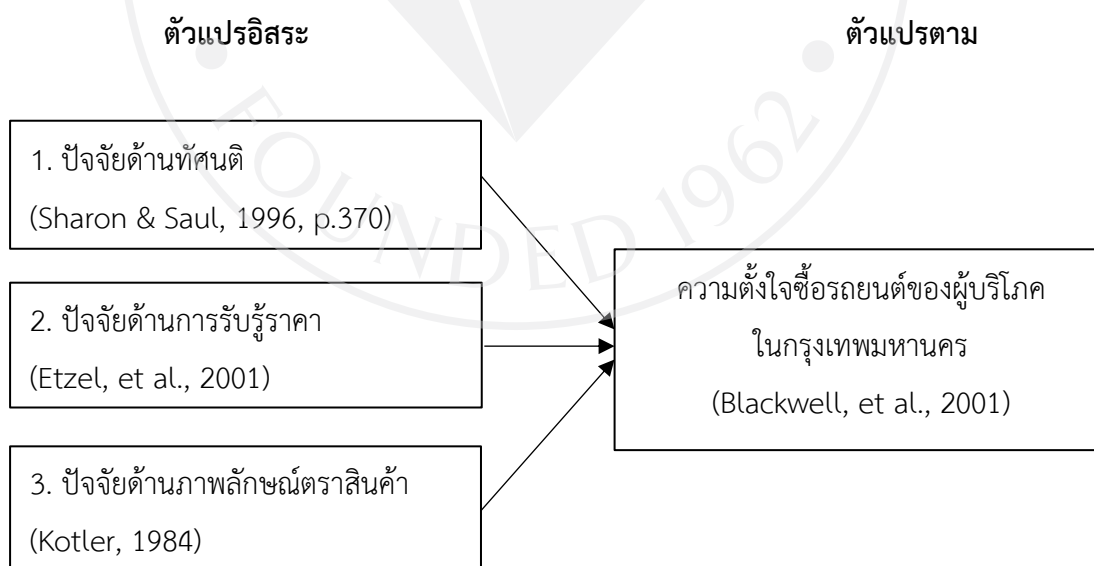 ตัวแปรอิสระ
ตัวแปรตาม
1. ปัจจัยด้านทัศนติ
(Sharon & Saul, 1996, p.370)
2. ปัจจัยด้านการรับรู้ราคา
(Etzel, et al., 2001)
3. ปัจจัยด้านภาพลักษณ์ตราสินค้า
(Kotler, 1984)
ความตั้งใจซื้อรถยนต์ของผู้บริโภค
ในกรุงเทพมหานคร
(Blackwell, et al., 2001)
FOUNDED 1962